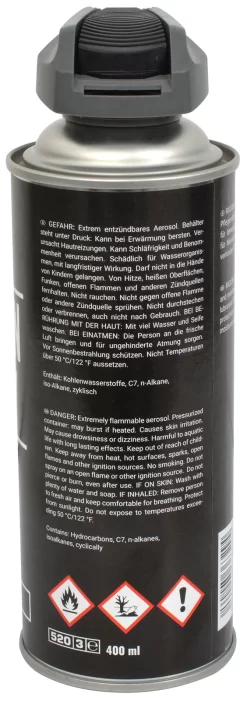 GEFAHR: Extrem entzündbares Aerosol. Behälter
steht unter Druck: Kann bei Erwärmung bersten. Ver-
ursacht Hautreizungen. Kann Schläfrigkeit und Benom-
menheit verursachen. Schädlich für Wasserorganis-
men, mit langfristiger Wirkung. Darf nicht in die Hände
von Kindern gelangen. Von Hitze, heißen Oberflächen,
Funken, offenen Flammen und anderen Zündquellen
fernhalten. Nicht rauchen. Nicht gegen offene Flamme
oder andere Zündquelle sprühen. Nicht durchstechen
oder verbrennen, auch nicht nach Gebrauch. BEI BE-
RÜHRUNG MIT DER HAUT: Mit viel Wasser und Seife
waschen. BEI EINATMEN: Die Person an die frische
Luft bringen und für ungehinderte Atmung sorgen.
Vor Sonnenbestrahlung schützen. Nicht Temperaturen
über 50 °C/122 °F aussetzen.
Enthält: Kohlenwasserstoffe, C7, n-Alkane,
iso-Alkane, zyklisch
DANGER: Extremely flammable aerosol. Pressurized
container: may burst if heated. Causes skin irritation.
May cause drowsiness or dizziness. Harmful to aquatic
life with long lasting effects. Keep out of reach of child-
ren. Keep away from heat, hot surfaces, sparks, open
flames and other ignition sources. No smoking. Do not
spray on an open flame or other ignition source. Do not
pierce or burn, even after use. IF ON SKIN: Wash with
plenty of water and soap. IF INHALED: Remove person
to fresh air and keep comfortable for breathing. Protect
from sunlight. Do not expose to temperatures excee-
ding 50 °C/122 °F.
Contains: Hydrocarbons, C7, n-alkanes,
isoalkanes, cyclically
520 3 e 400 ml